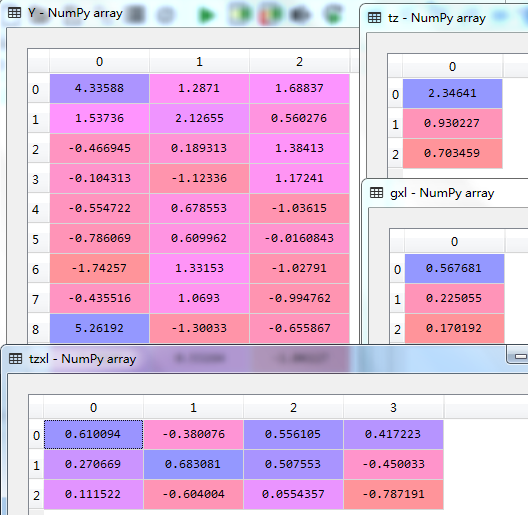 Y - NumPy array
0 1 2
0 4.33588 1.2871 1.68837
1 1.53736 2.12655 0.560276
2 -0.466945 0.189313 1.38413
3 -0.104313 -1.12336 1.17241
4 -0.554722 0.678553 -1.03615
5 -0.786069 0.609962 -0.0160843
6 -1.74257 1.33153 -1.02791
7 -0.435516 1.0693 -0.994762
8 5.26192 -1.30033 -0.655867
tz - NumPy array
0
0 2.34641
1 0.930227
2 0.703459
gxl - NumPy array
0
0 0.567681
1 0.225055
2 0.170192
tzxl - NumPy array
0 1 2 3
0 0.610094 -0.380076 0.556105 0.417223
1 0.270669 0.683081 0.507553 -0.450033
2 0.111522 -0.604004 0.0554357 -0.787191